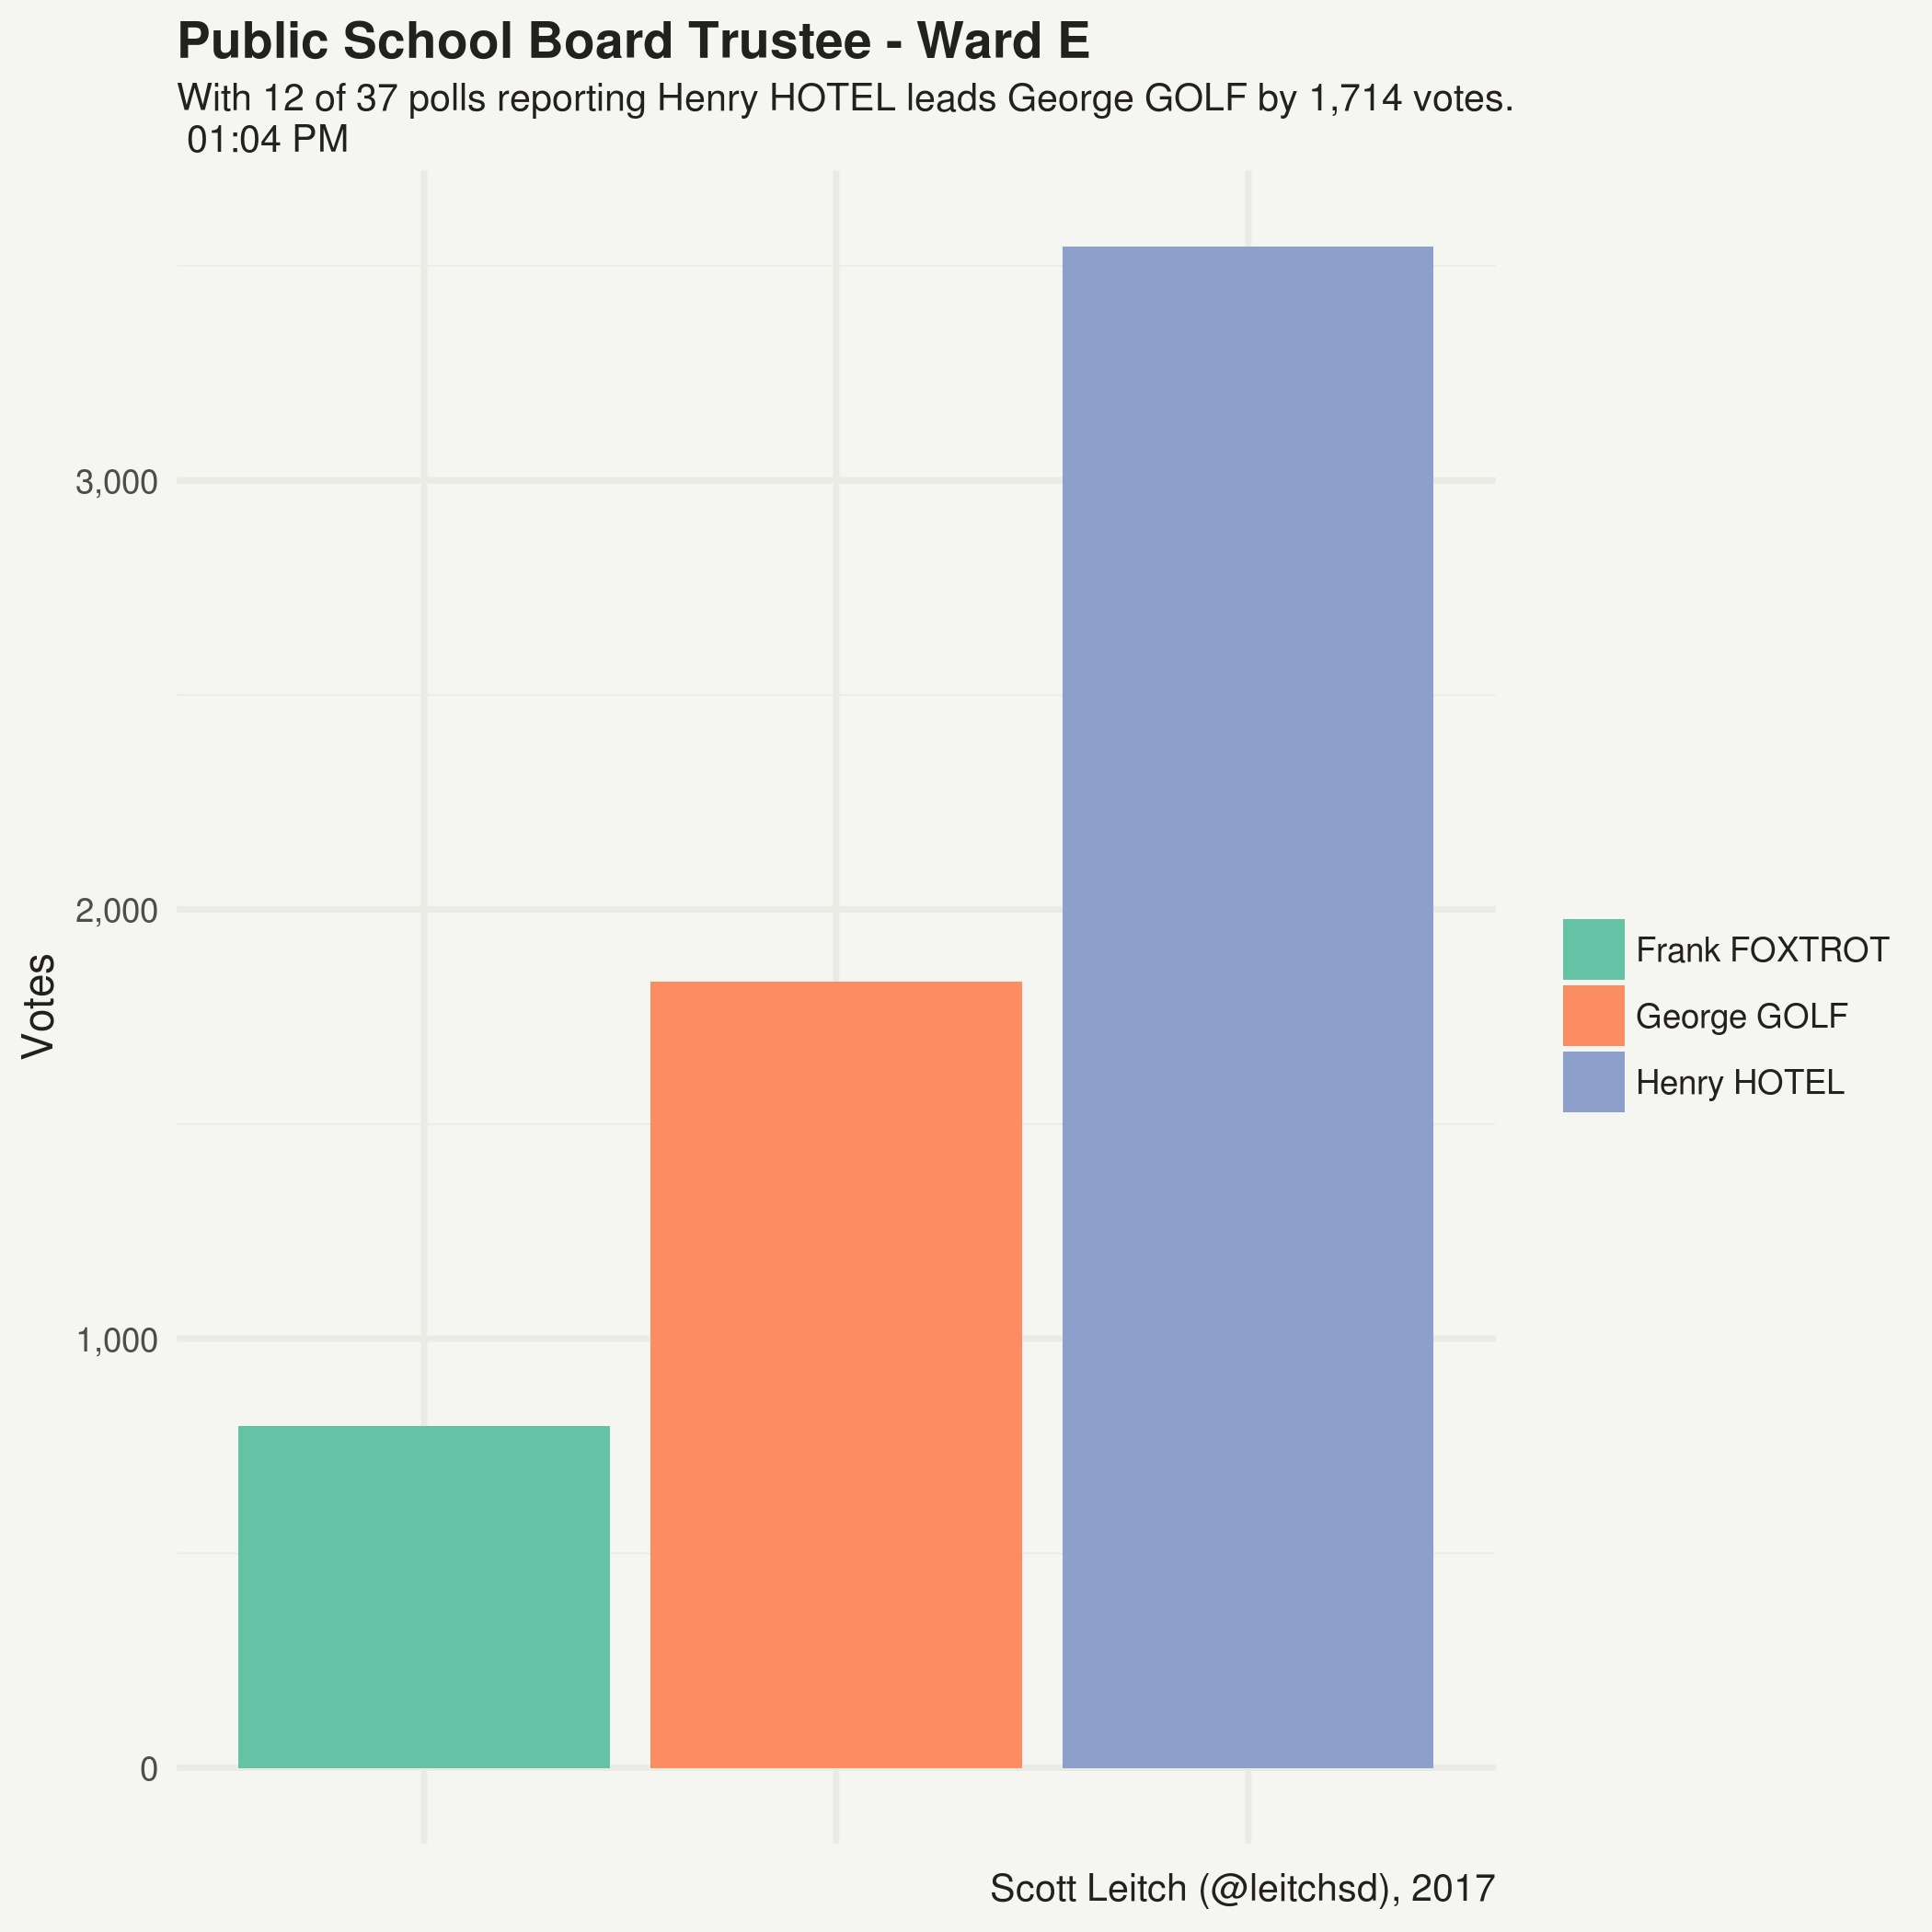 Public School Board Trustee - Ward E
With 12 of 37 polls reporting Henry HOTEL leads George GOLF by 1,714 votes.
01:04 PM
3,000
2,000
1,000
0
Votes
Frank FOXTROT
George GOLF
Henry HOTEL
Scott Leitch (@leitchsd), 2017